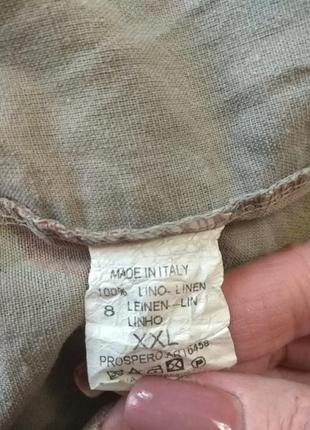 MADE IN ITALY
100% LINO - LINEN
8 LEINEN - LIN
LINHO
XXL
PROSPERO
P